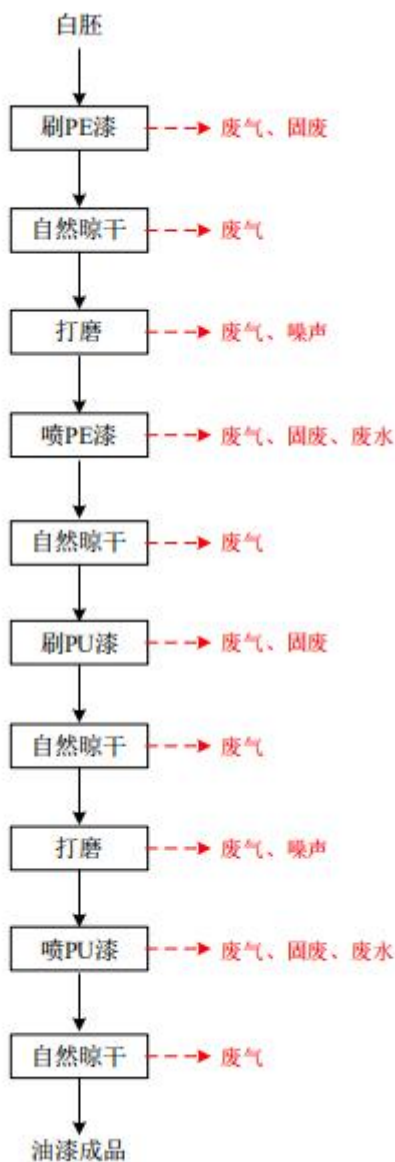 白胚
刷PE漆 废气、固废
自然晾干 废气
打磨 废气、噪声
喷PE漆 废气、固废、废水
自然晾干 废气
刷PU漆 废气、固废
自然晾干 废气
打磨 废气、噪声
喷PU漆 废气、固废、废水
自然晾干 废气
油漆成品